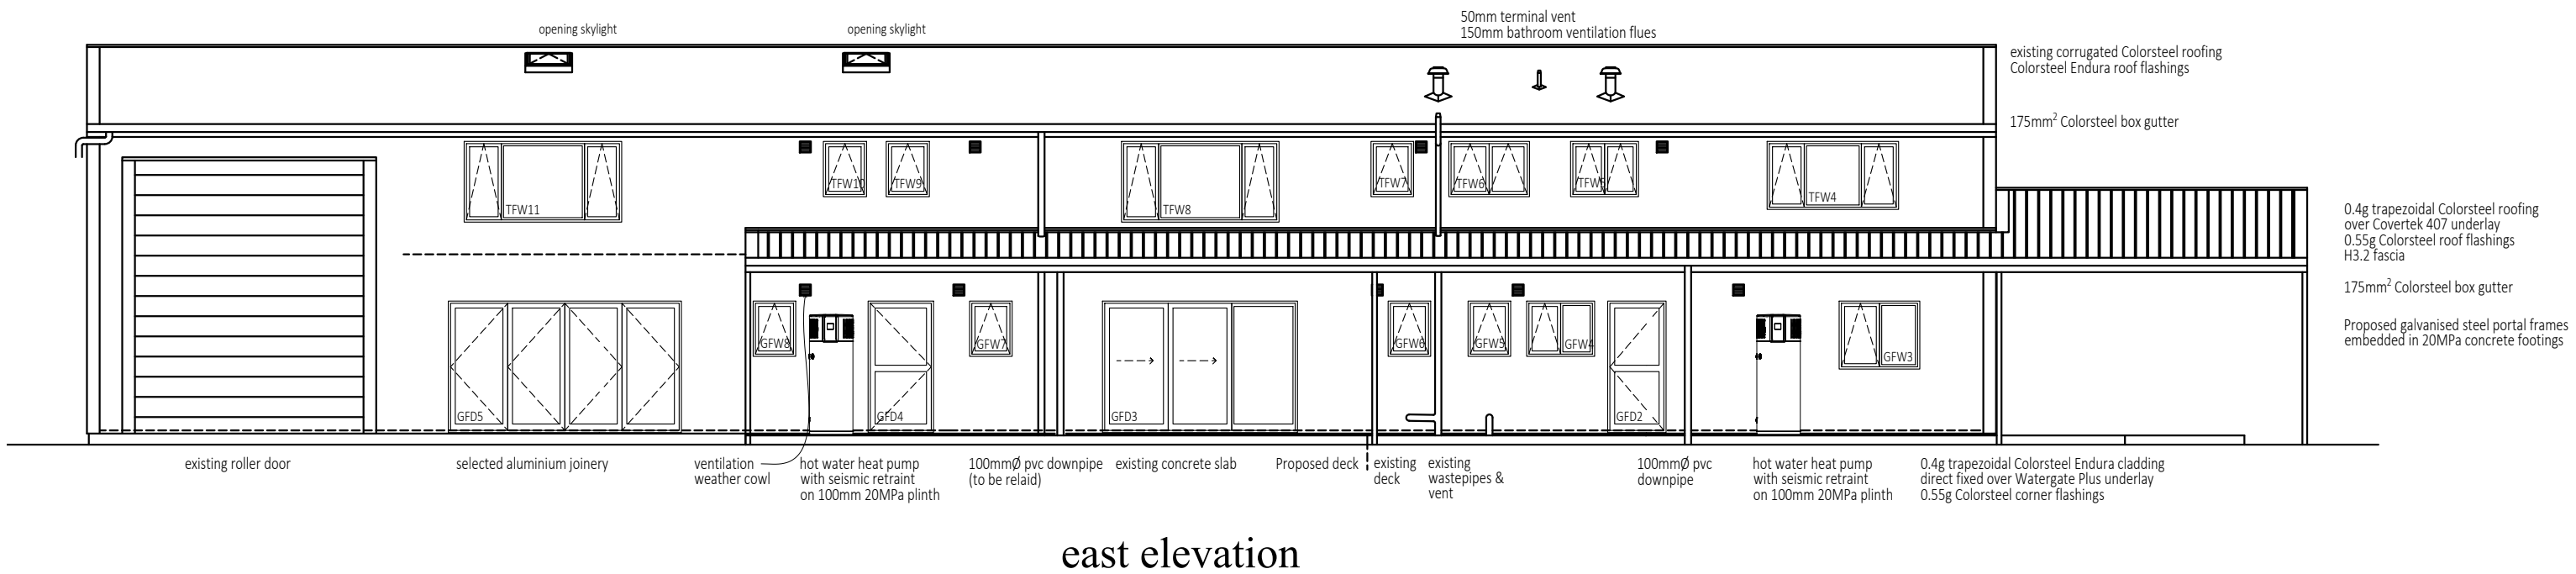 opening skylight
opening skylight
50mm terminal vent
150mm bathroom ventilation flues
existing corrugated Colorsteel roofing
Colorsteel Endura roof flashings
175mm² Colorsteel box gutter
TFW11
TFW10
TFW9
TFW8
TFW7
TFW6
TFW5
TFW4
0.4g trapezoidal Colorsteel roofing
over Covertek 407 underlay
0.55g Colorsteel roof flashings
H3.2 fascia
175mm² Colorsteel box gutter
Proposed galvanised steel portal frames
embedded in 20MPa concrete footings
GFD5
GFW8
GFD4
GFW7
GFD3
GFW6
GFW5
GFW4
GFD2
GFW3
existing roller door
selected aluminium joinery
ventilation
weather cowl
hot water heat pump
with seismic retraint
on 100mm 20MPa plinth
100mmØ pvc downpipe
(to be relaid)
existing concrete slab
Proposed deck
existing
deck
existing
wastepipes &
vent
100mmØ pvc
downpipe
hot water heat pump
with seismic retraint
on 100mm 20MPa plinth
0.4g trapezoidal Colorsteel Endura cladding
direct fixed over Watergate Plus underlay
0.55g Colorsteel corner flashings
east elevation